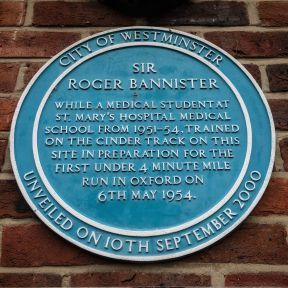 CITY OF WESTMINSTER
SIR
ROGER BANNISTER
WHILE A MEDICAL STUDENT AT
ST. MARY'S HOSPITAL MEDICAL
SCHOOL FROM 1951-54, TRAINED
ON THE CINDER TRACK ON THIS
SITE IN PREPARATION FOR THE
FIRST UNDER 4 MINUTE MILE
RUN IN OXFORD ON
6TH MAY 1954.
UNVEILED ON 10TH SEPTEMBER 2000